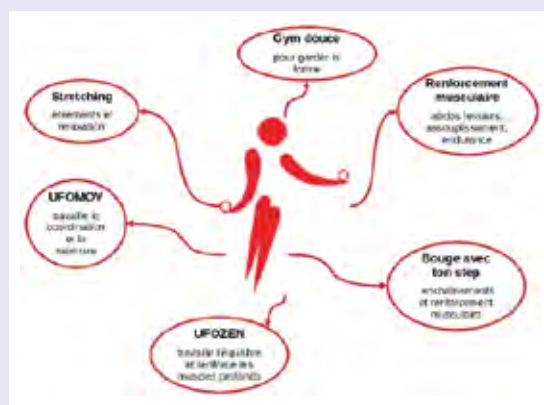 Gym douce
pour garder la
forme
Stretching
étirements et
relaxation
Renforcement
musculaire
abdos fessiers,
assouplissement,
endurance
UFOMOV
travaille la
coordination
et la
mémoire
Bouge avec
ton step
enchaînements
et renforcement
musculaire
UFOZEN
travaille l'équilibre
et renforce les
muscles profonds